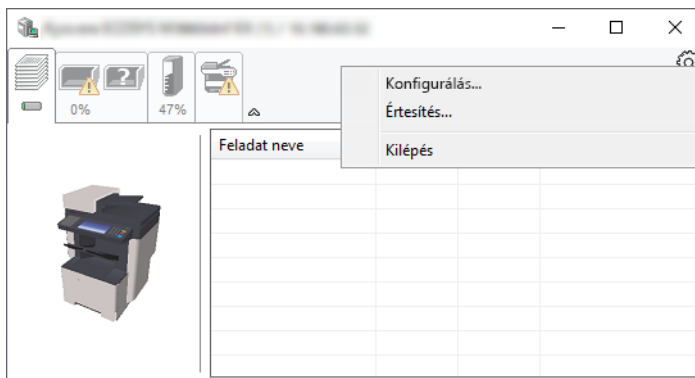 Konfigurálás...
Értesítés...
0%
47%
Feladat neve
Kilépés